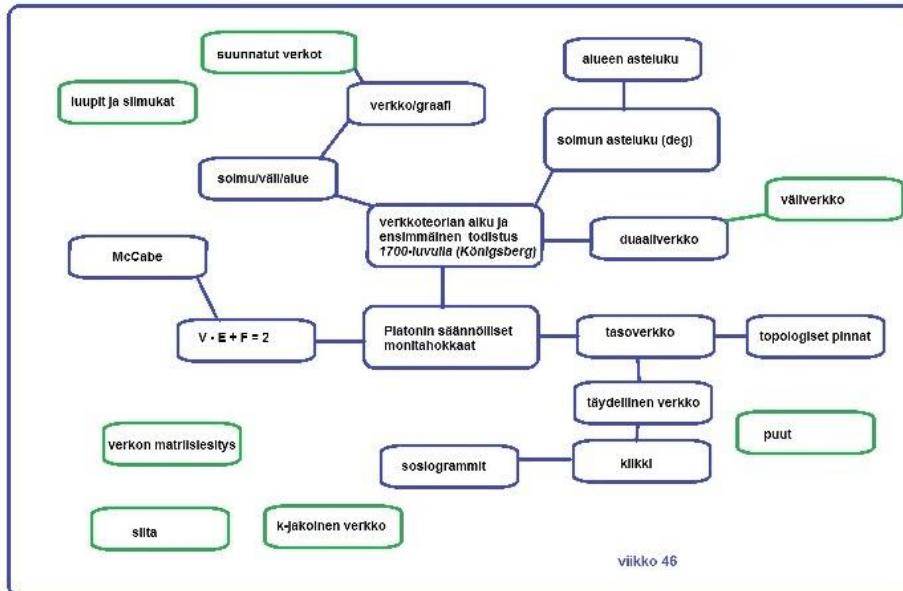 suunnatut verkot
alueen asteluku
luupit ja silmukat
verkko/graafi
solmun asteluku (deg)
solmu/väli/alue
väliverkko
verkkoteorian alku ja
ensimmäinen todistus
1700-luvulla (Königsberg)
duaaliverkko
McCabe
V - E + F = 2
Platonin säännölliset
monitahokkaat
tasoverkko
topologiset pinnat
täydellinen verkko
puut
verkon matriisiesitys
sosiogrammit
klikki
silta
k-jakoinen verkko
viikko 46